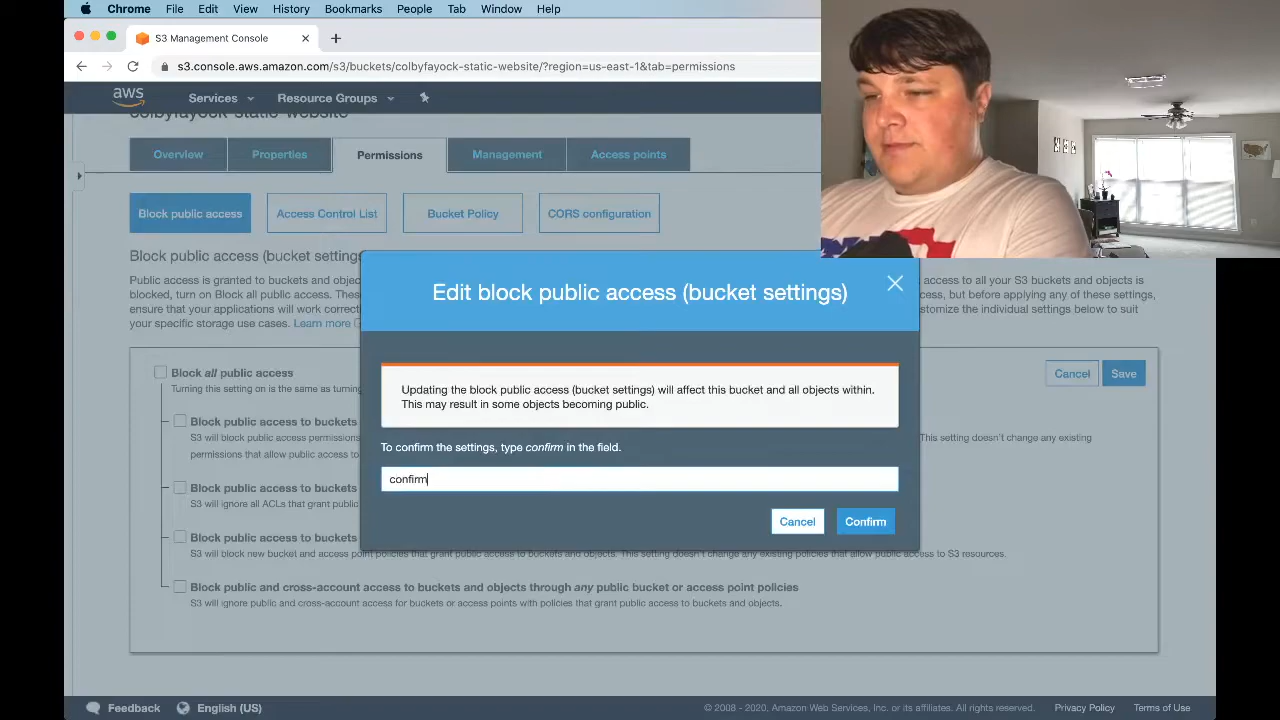 Chrome File Edit View History Bookmarks People Tab Window Help
S3 Management Console
s3.console.aws.amazon.com/s3/buckets/colbyfayock-static-website/?region=us-east-1&tab=permissions
aws Services Resource Groups
colbyfayock-static-website
Overview Properties Permissions Management Access points
Block public access Access Control List Bucket Policy CORS configuration
Block public access (bucket settings
Public access is granted to buckets and objec access to all your S3 buckets and objects is
blocked, turn on Block all public access. These cess, but before applying any of these settings,
ensure that your applications will work correct stomize the individual settings below to suit
your specific storage use cases. Learn more
Edit block public access (bucket settings)
Updating the block public access (bucket settings) will affect this bucket and all objects within.
This may result in some objects becoming public.
To confirm the settings, type confirm in the field.
confirm
Cancel Confirm
Block all public access
Cancel Save
Turning this setting on is the same as turning
Block public access to buckets
S3 will block public access permissions This setting doesn't change any existing
permissions that allow public access to
Block public access to buckets
S3 will ignore all ACLs that grant public
Block public access to buckets
S3 will block new bucket and access point policies that grant public access to buckets and objects. This setting doesn't change any existing policies that allow public access to S3 resources.
Block public and cross-account access to buckets and objects through any public bucket or access point policies
S3 will ignore public and cross-account access for buckets or access points with policies that grant public access to buckets and objects.
Feedback English (US) © 2008 - 2020, Amazon Web Services, Inc. or its affiliates. All rights reserved. Privacy Policy Terms of Use